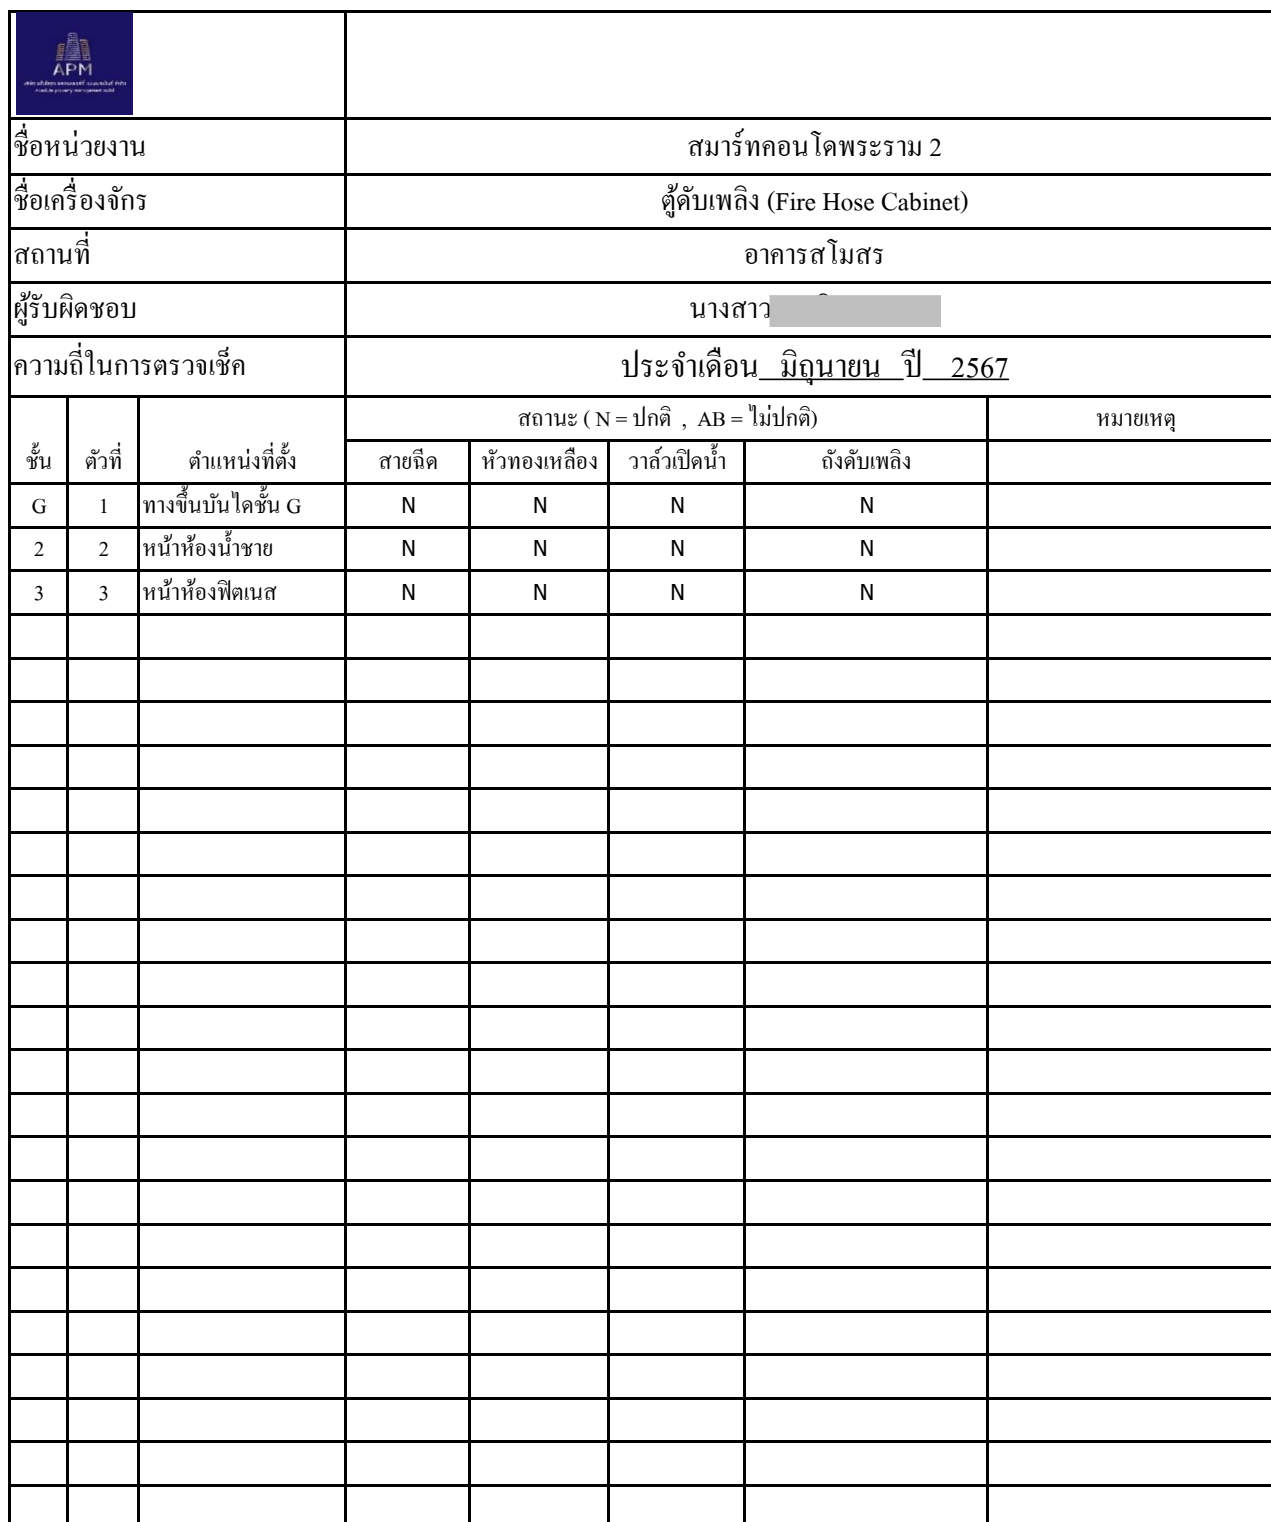 APM
ชื่อหน่วยงาน สมาร์ทคอนโดพระราม 2
ชื่อเครื่องจักร ตู้ดับเพลิง (Fire Hose Cabinet)
สถานที่ อาคารสโมสร
ผู้รับผิดชอบ นางสาว
ความถี่ในการตรวจเช็ค ประจำเดือน มิถุนายน ปี 2567
สถานะ ( N = ปกติ , AB = ไม่ปกติ) หมายเหตุ
ชั้น ตัวที่ ตำแหน่งที่ตั้ง สายฉีด หัวทองเหลือง วาล์วเปิดน้ำ ถังดับเพลิง
G 1 ทางขึ้นบันไดชั้น G N N N N
2 2 หน้าห้องน้ำชาย N N N N
3 3 หน้าห้องฟิตเนส N N N N